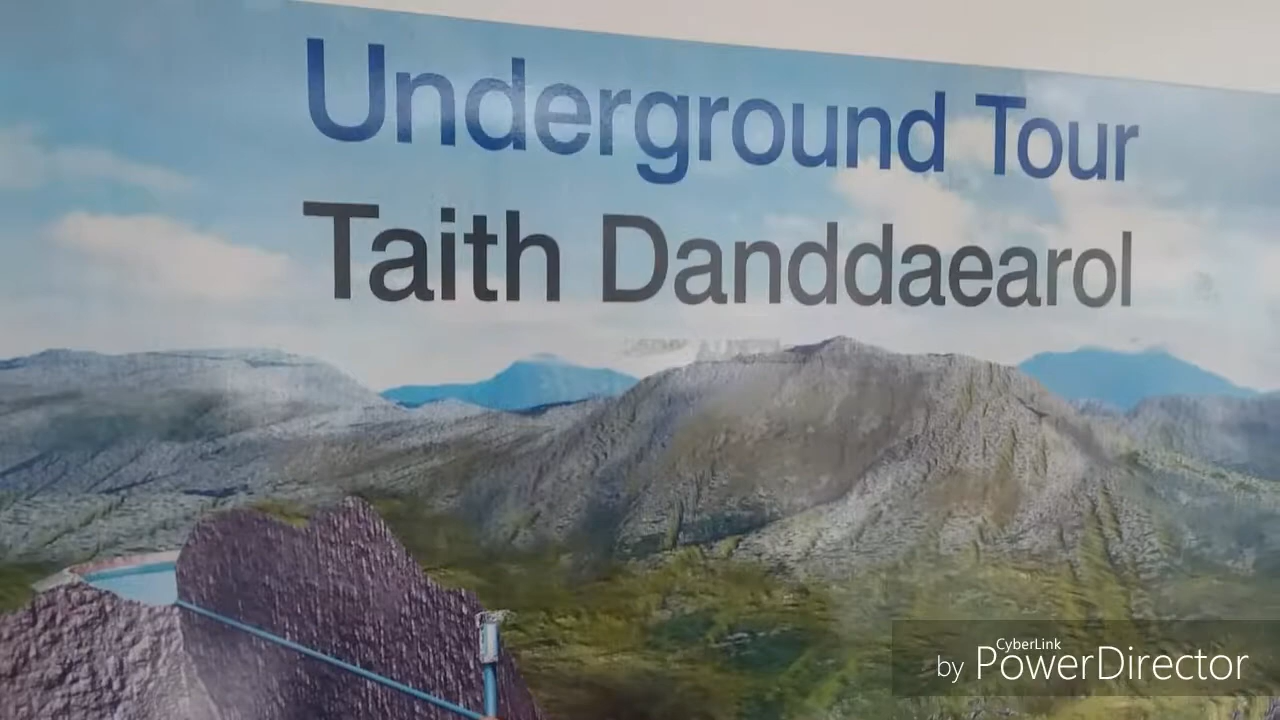 Underground Tour
Taith Danddaearol
CyberLink
by PowerDirector